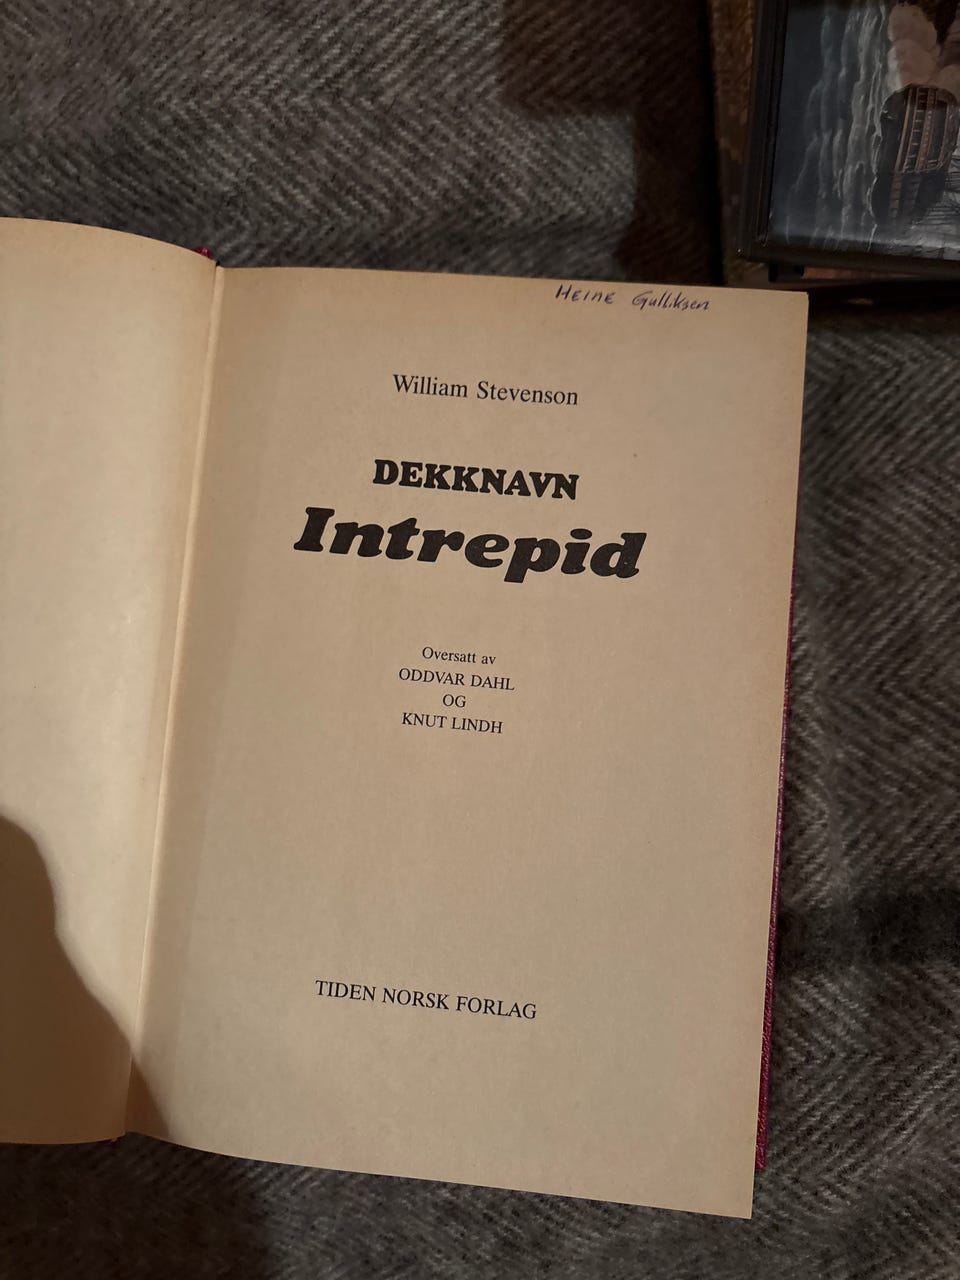 HEINE Gulliksen
William Stevenson
DEKKNAVN
Intrepid
Oversatt av
ODDVAR DAHL
OG
KNUT LINDH
TIDEN NORSK FORLAG